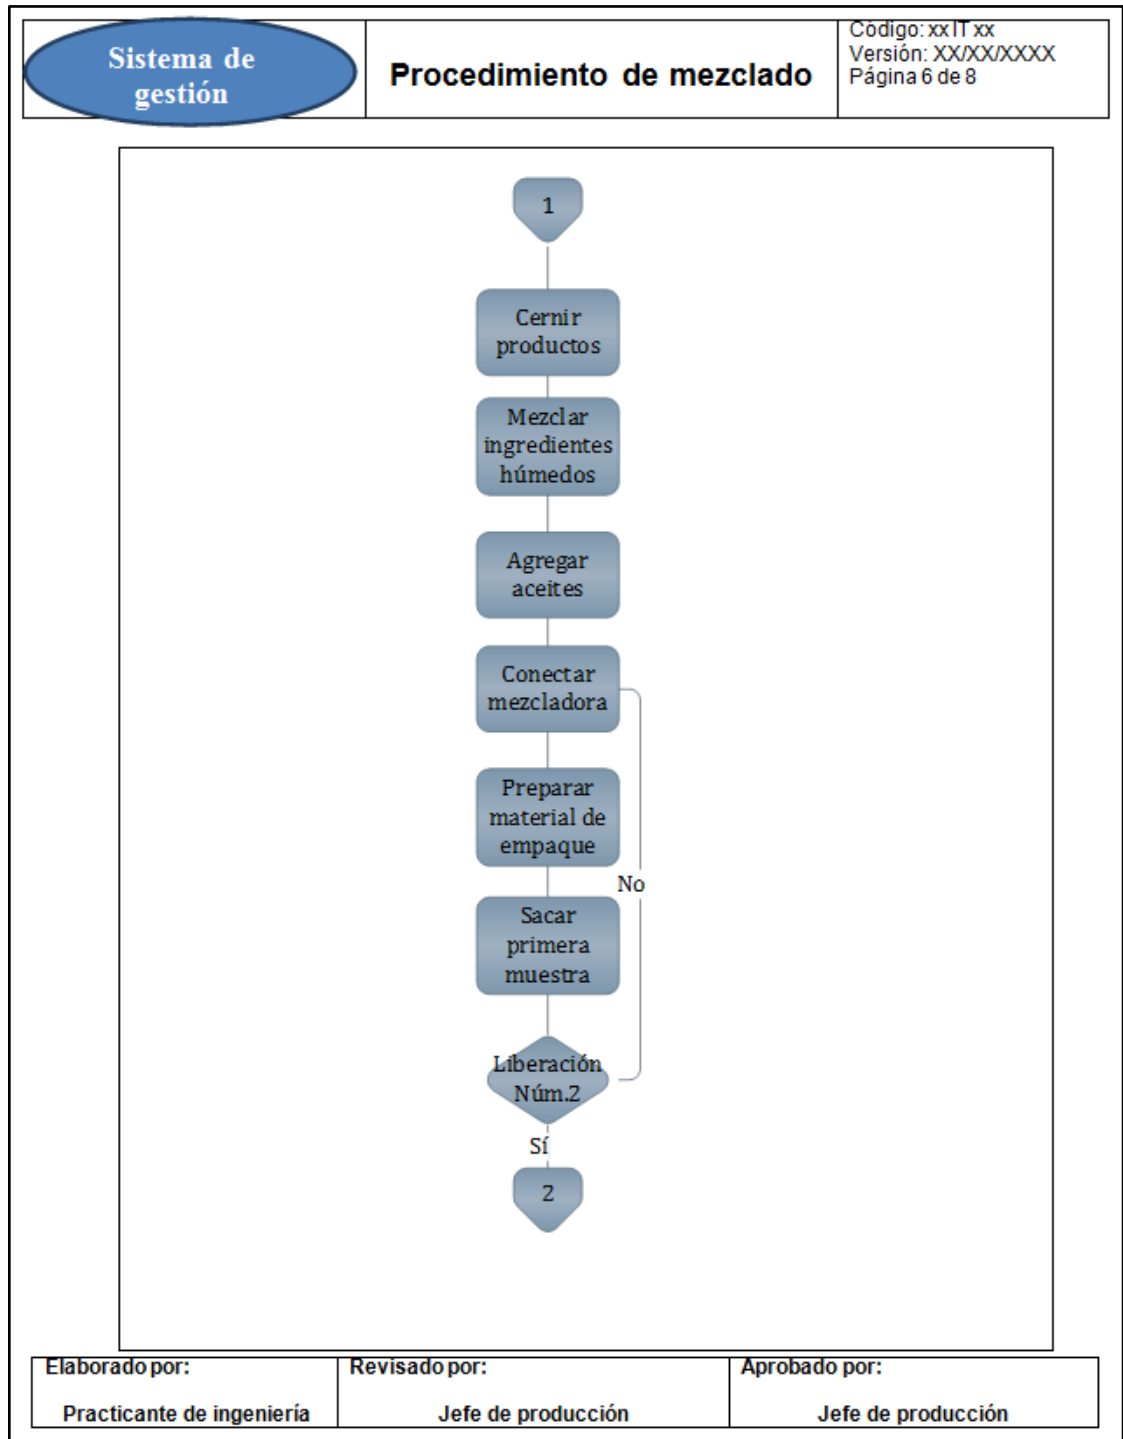 Sistema de
gestión
Procedimiento de mezclado
Código: xx IT xx
Versión: XX/XX/XXXX
Página 6 de 8
1
Cernir
productos
Mezclar
ingredientes
húmedos
Agregar
aceites
Conectar
mezcladora
Preparar
material de
empaque
No
Sacar
primera
muestra
Liberación
Núm.2
Sí
2
Elaborado por:
Practicante de ingeniería
Revisado por:
Jefe de producción
Aprobado por:
Jefe de producción